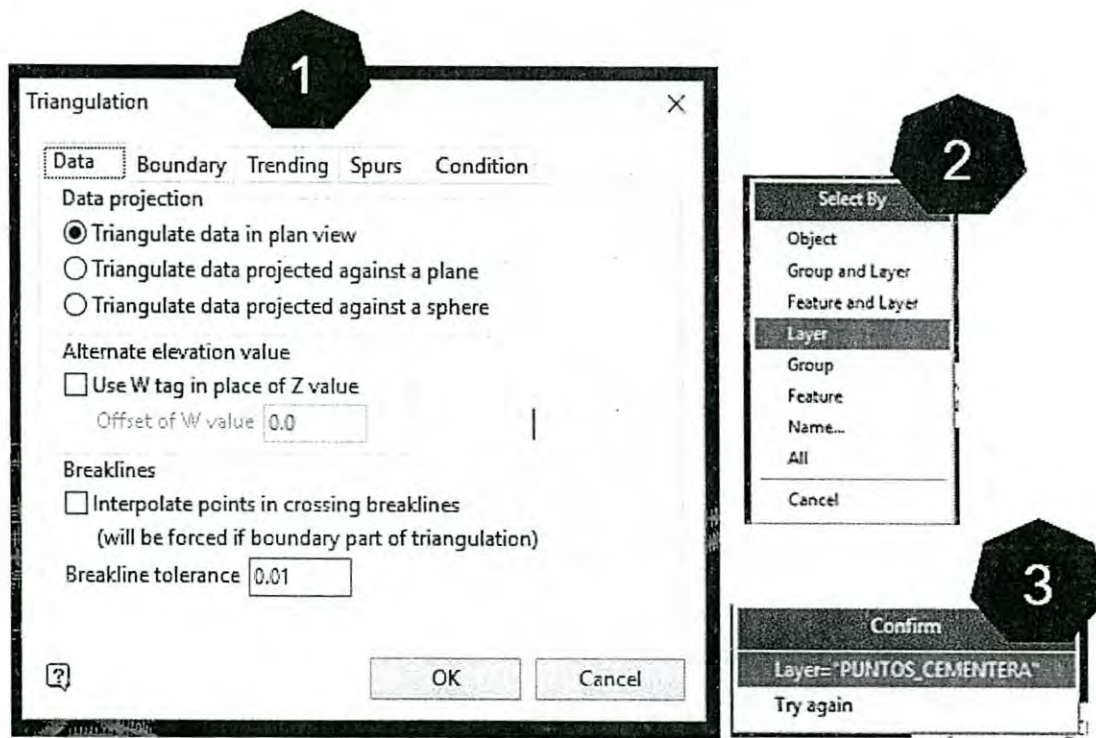 1
Triangulation
Data Boundary Trending Spurs Condition
Data projection
Triangulate data in plan view
Triangulate data projected against a plane
Triangulate data projected against a sphere
Alternate elevation value
Use W tag in place of Z value
Offset of W value 0.0
Breaklines
Interpolate points in crossing breaklines
(will be forced if boundary part of triangulation)
Breakline tolerance 0.01
? OK Cancel
2
Select By
Object
Group and Layer
Feature and Layer
Layer
Group
Feature
Name...
All
Cancel
3
Confirm
Layer="PUNTOS_CEMENTERA"
Try again